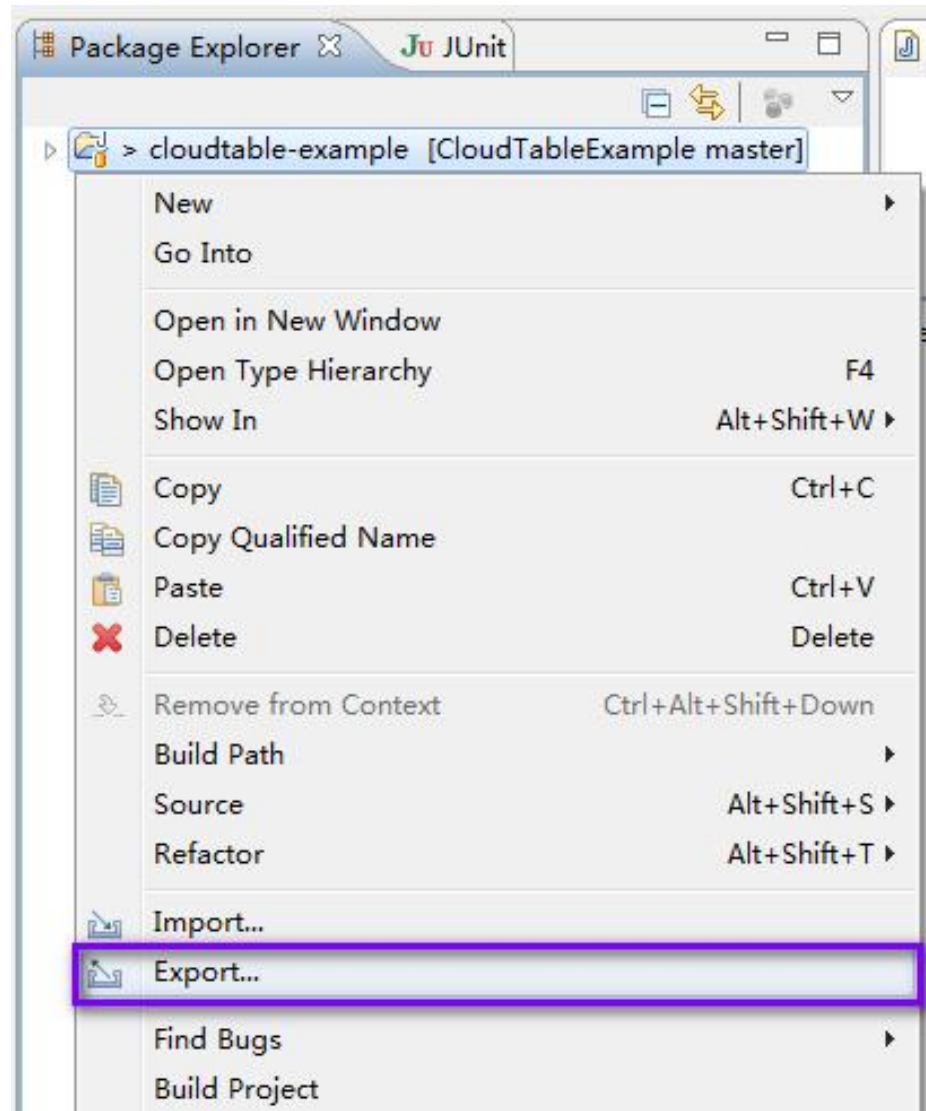 Package Explorer JUnit
> cloudtable-example [CloudTableExample master]
New
Go Into
Open in New Window
Open Type Hierarchy F4
Show In Alt+Shift+W
Copy Ctrl+C
Copy Qualified Name
Paste Ctrl+V
Delete Delete
Remove from Context Ctrl+Alt+Shift+Down
Build Path
Source Alt+Shift+S
Refactor Alt+Shift+T
Import...
Export...
Find Bugs
Build Project